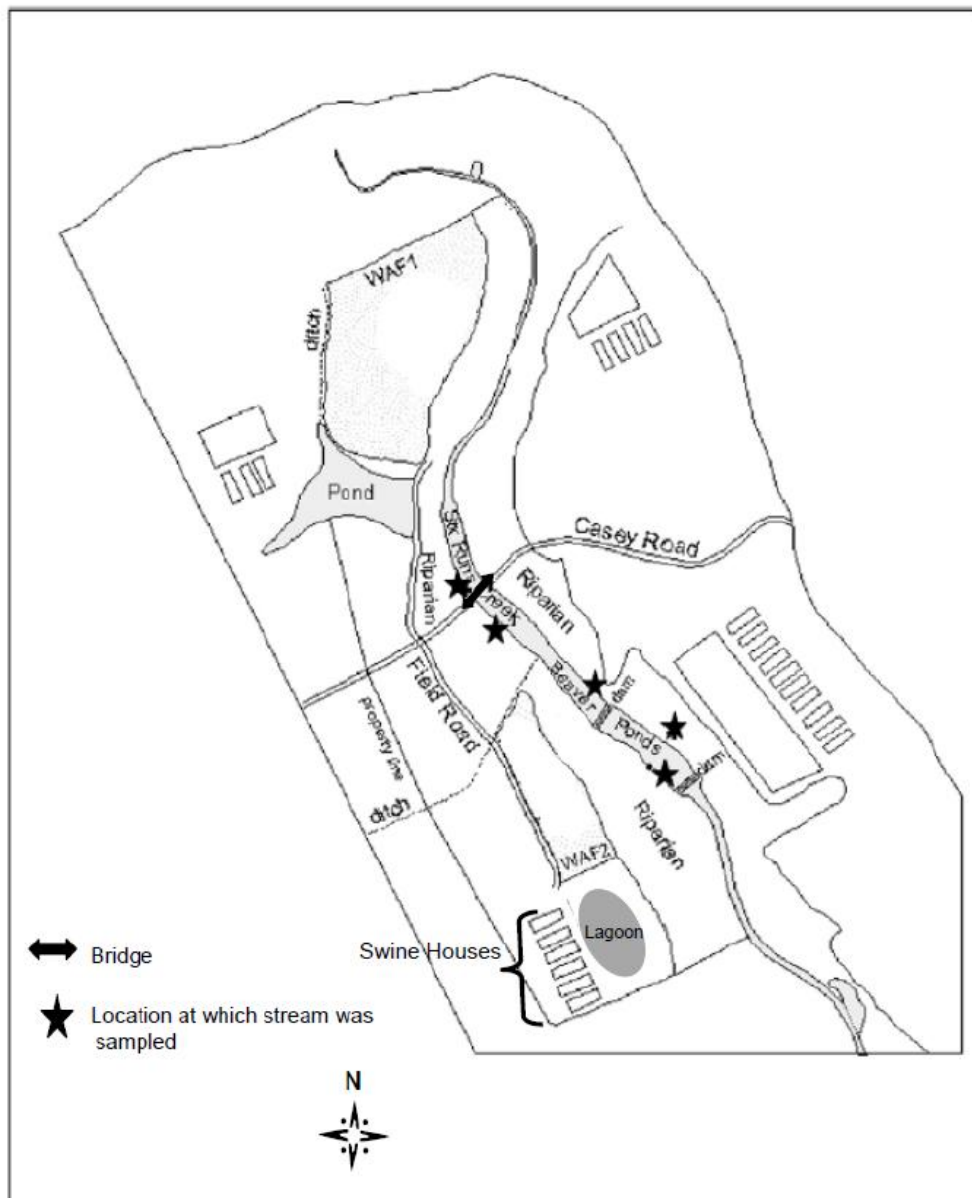 WAF1
ditch
Pond
Six Runs
Creek
Casey Road
Riparian
Riparian
Beaver
dam
Ponds
dam
Field Road
property line
ditch
Riparian
WAF2
Lagoon
Swine Houses
Bridge
Location at which stream was
sampled
N